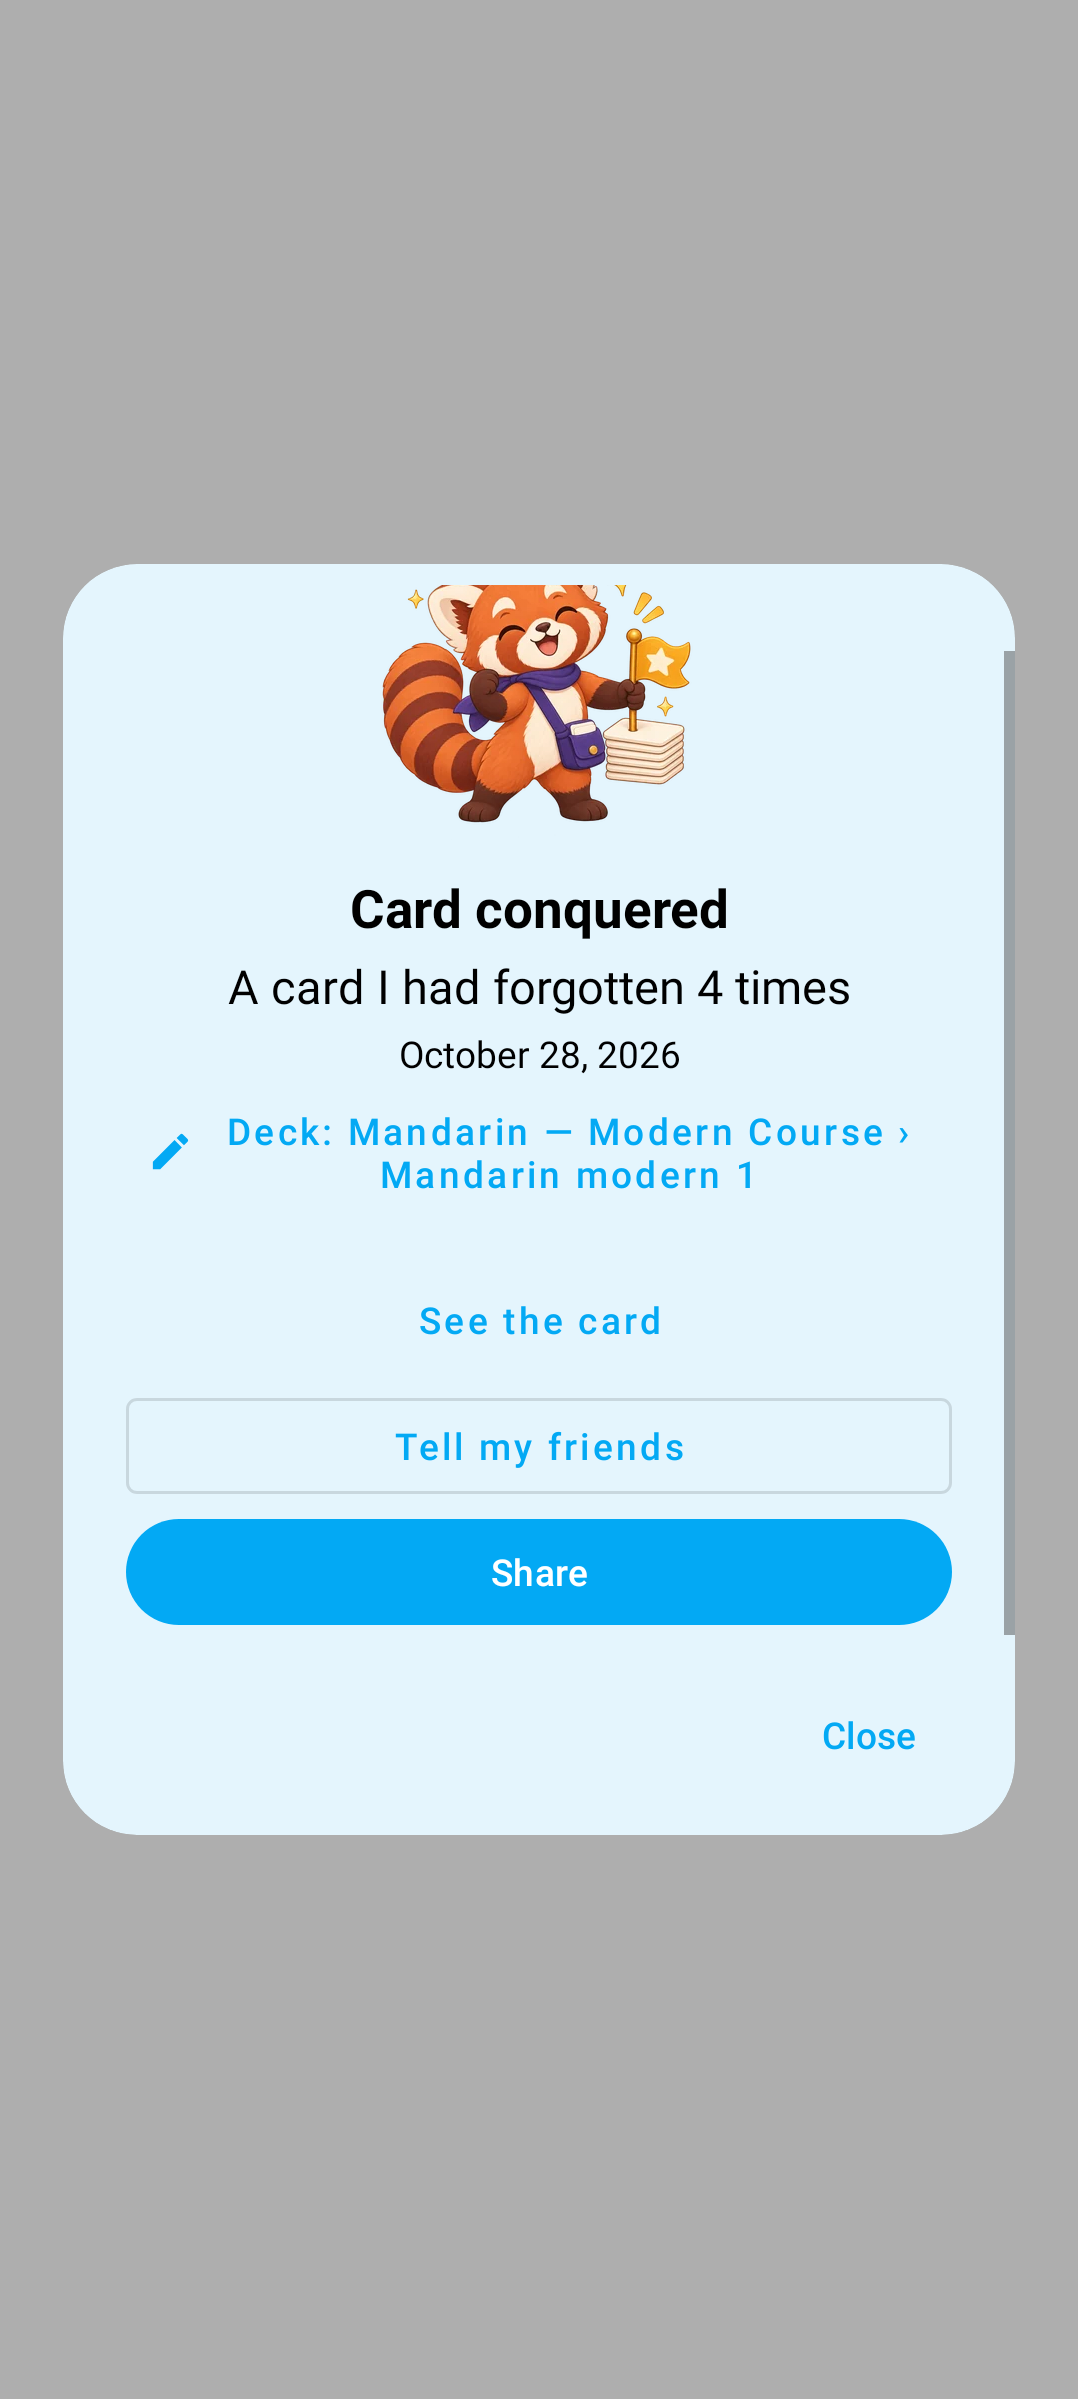 Card conquered
A card I had forgotten 4 times
October 28, 2026
Deck: Mandarin — Modern Course ›
Mandarin modern 1
See the card
Tell my friends
Share
Close